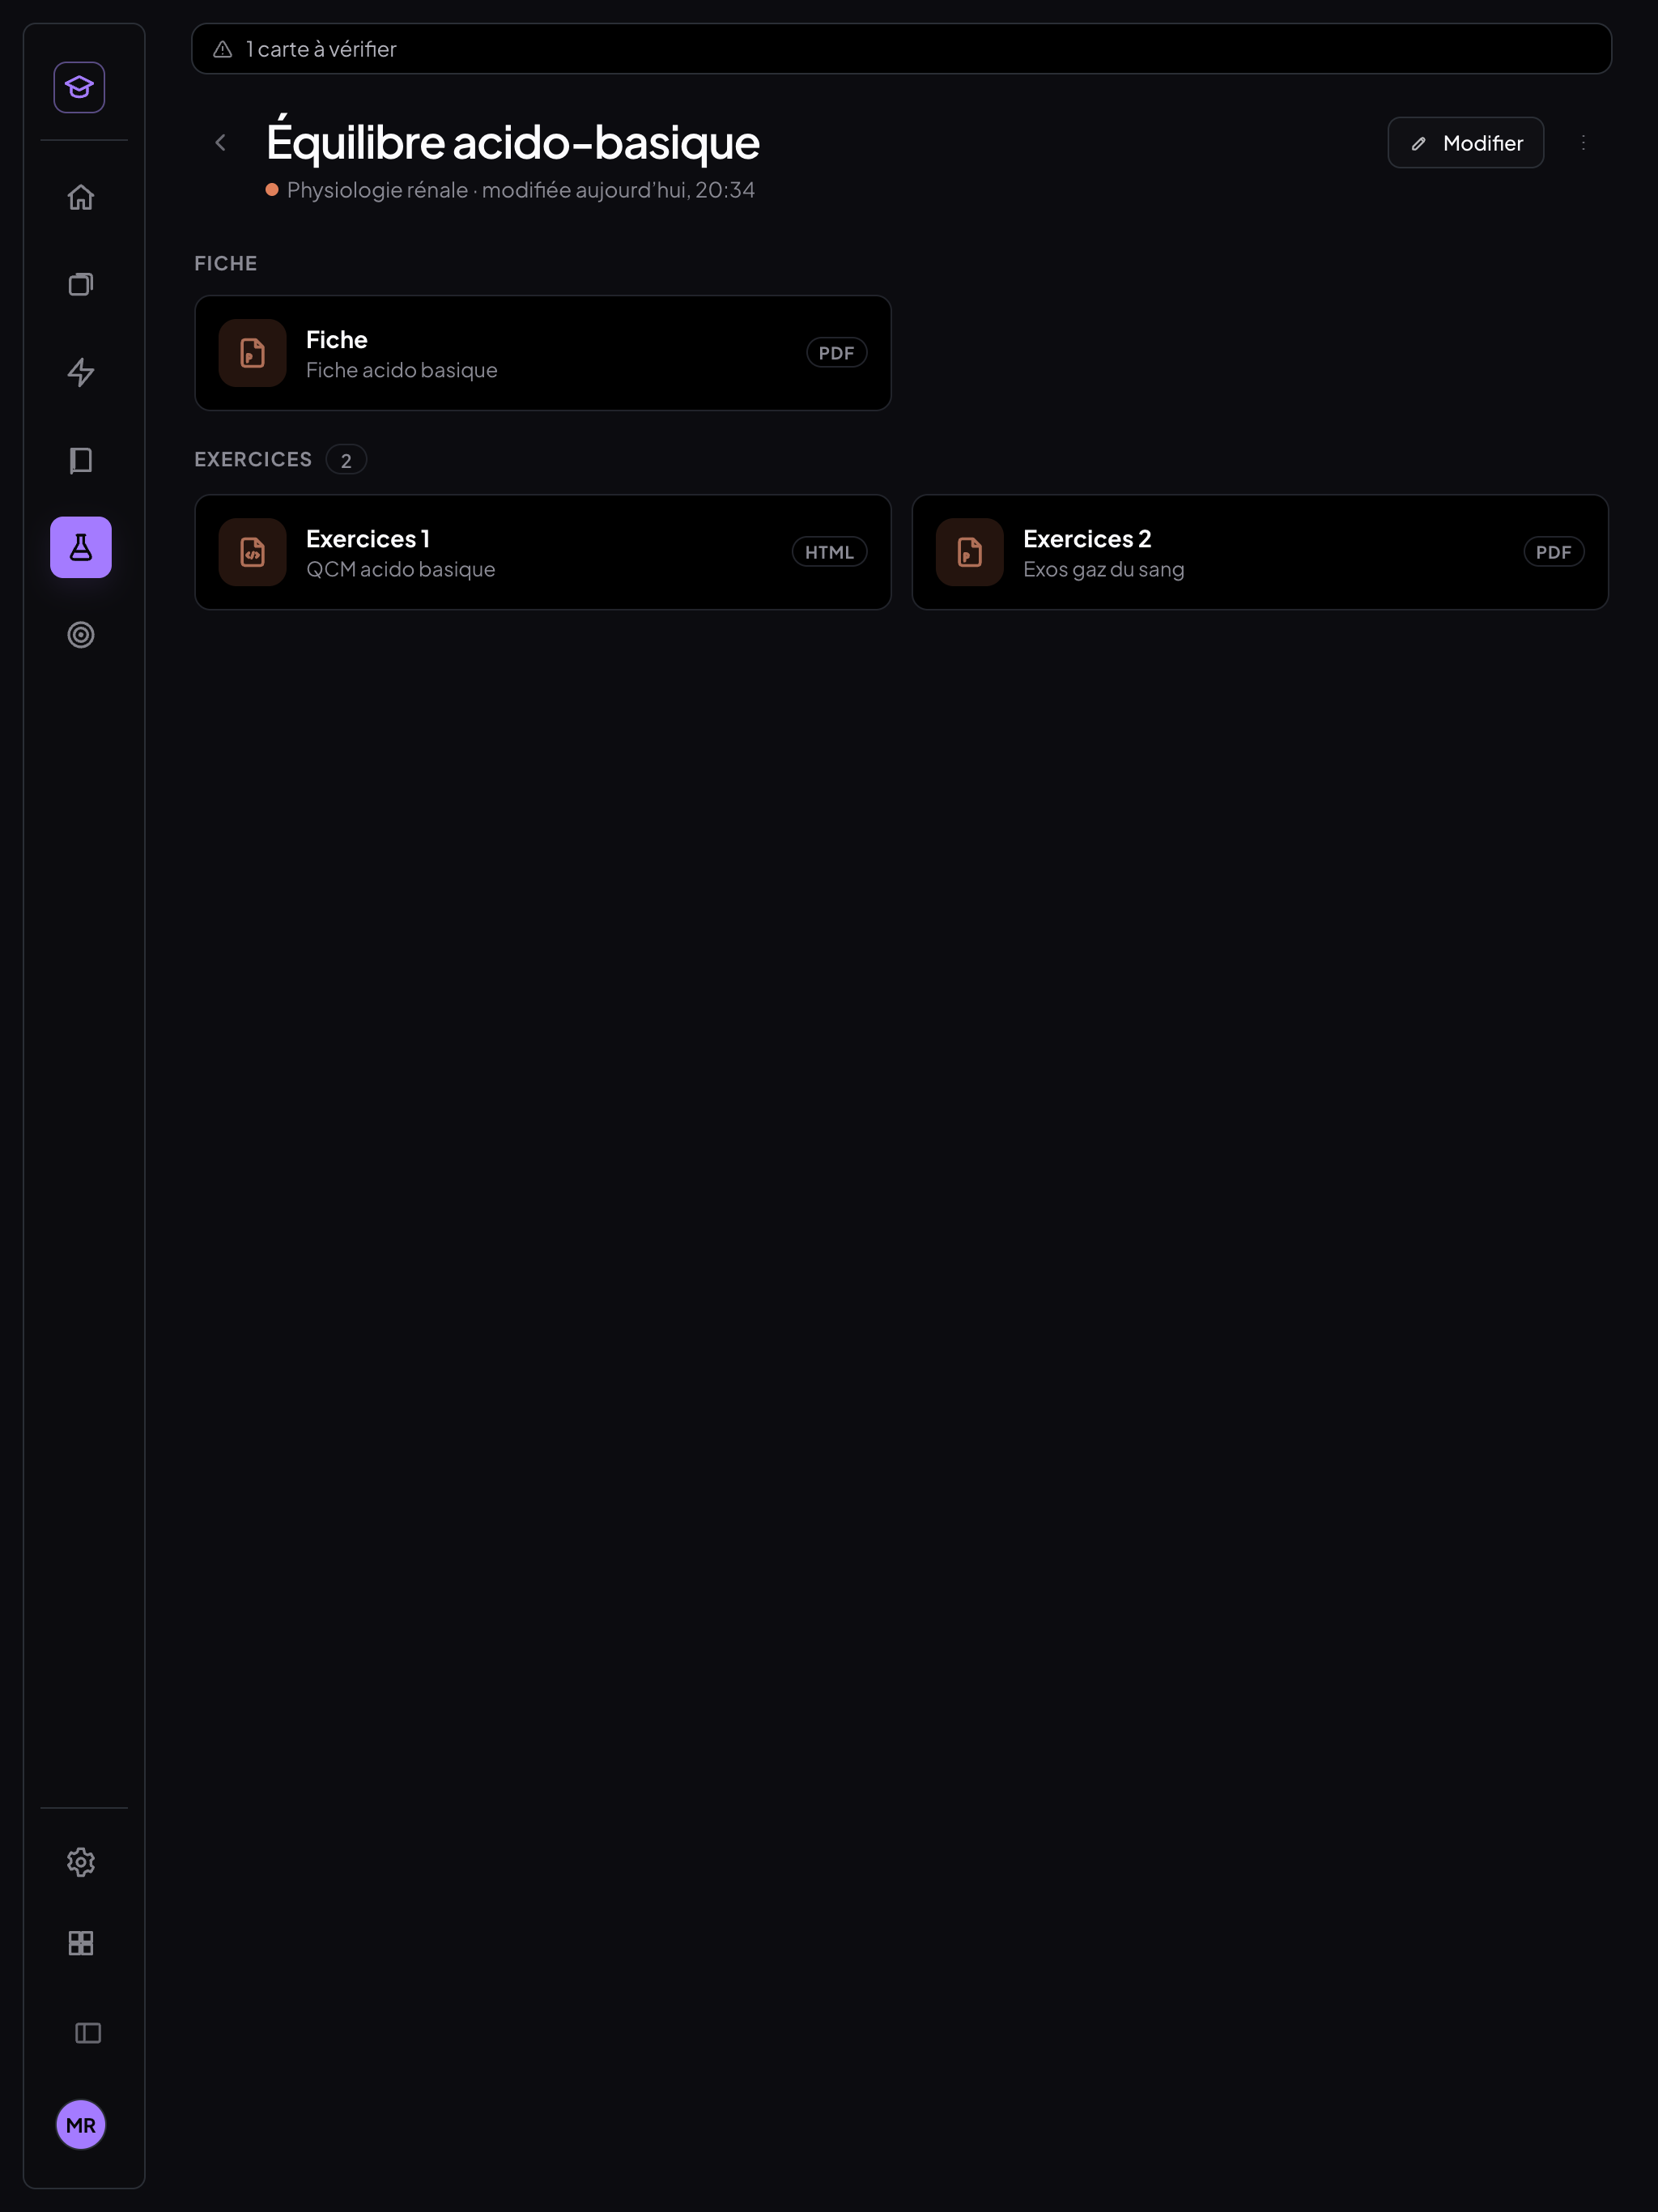 1 carte à vérifier
Équilibre acido-basique
Modifier
Physiologie rénale · modifiée aujourd’hui, 20:34
FICHE
Fiche
Fiche acido basique
PDF
EXERCICES 2
Exercices 1
QCM acido basique
HTML
Exercices 2
Exos gaz du sang
PDF
MR